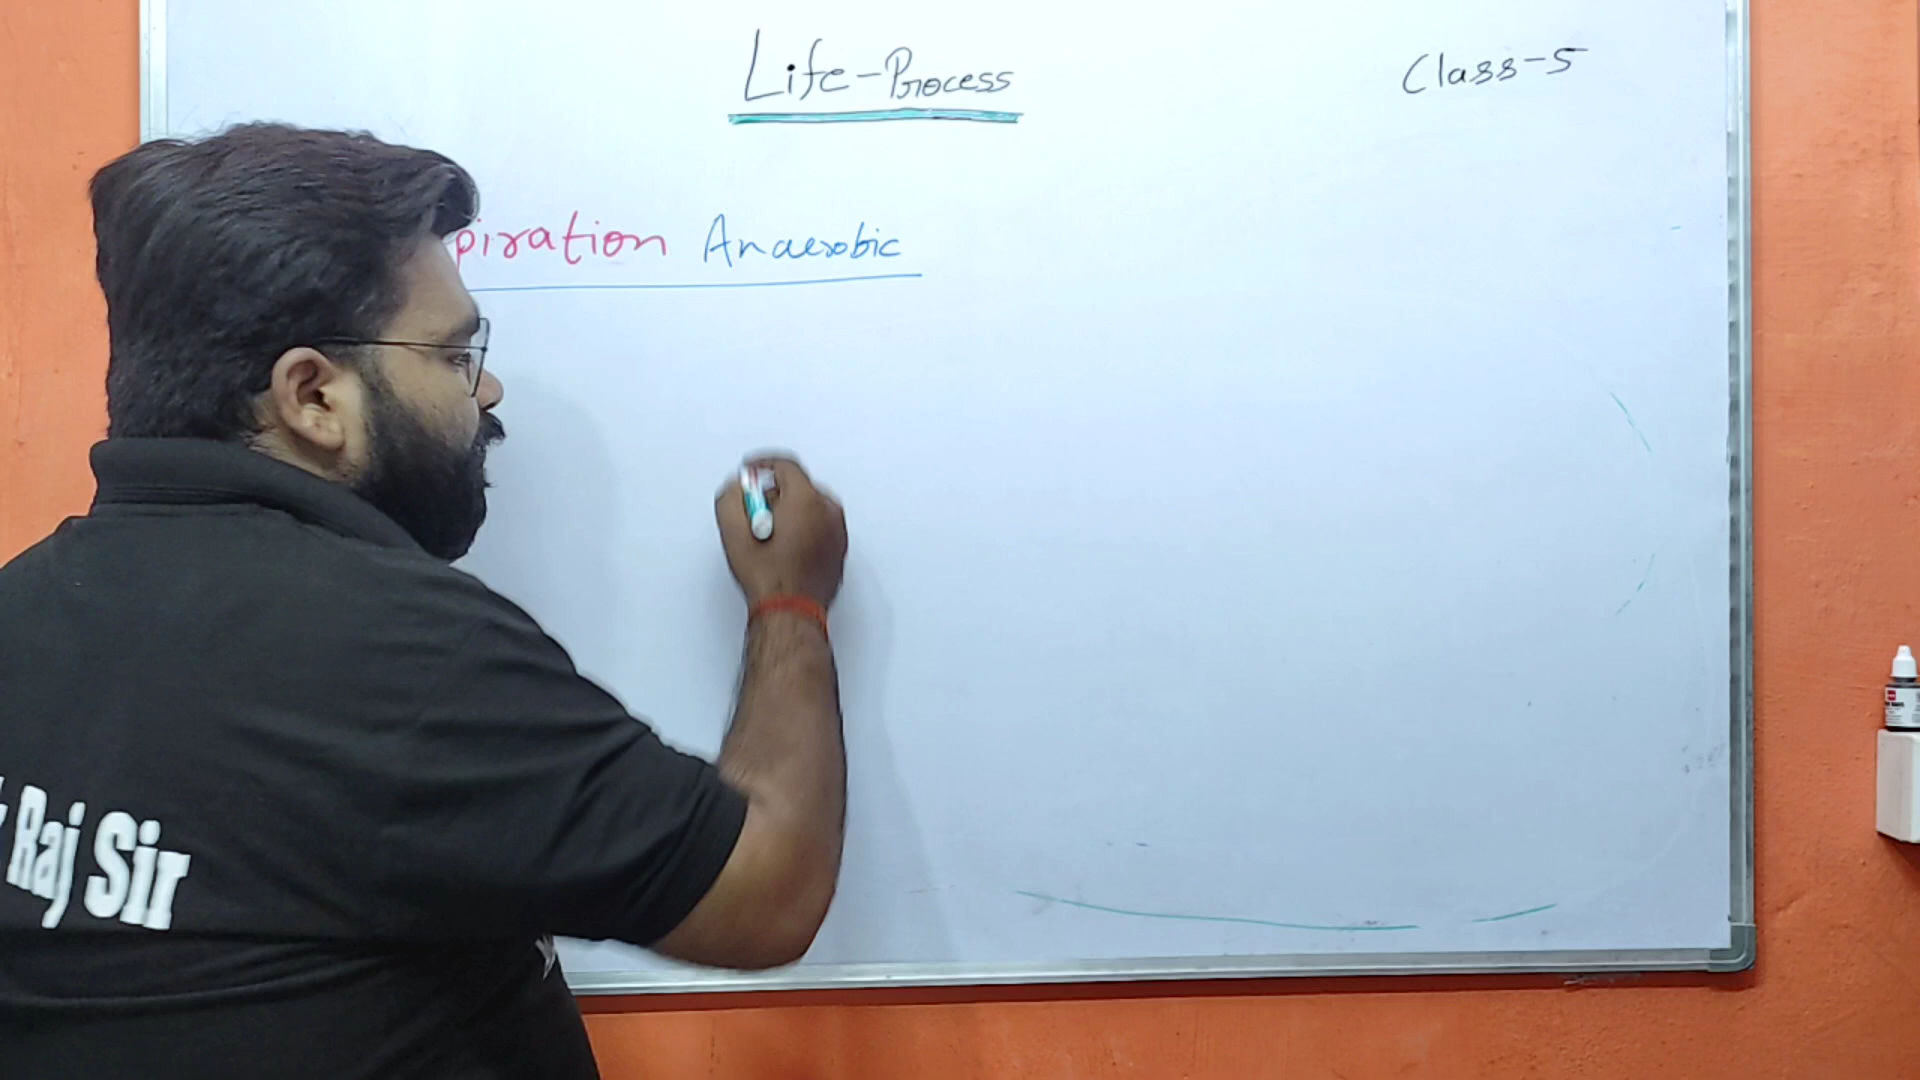 Life-Process
Class-5
piration Anaerobic
Raj Sir